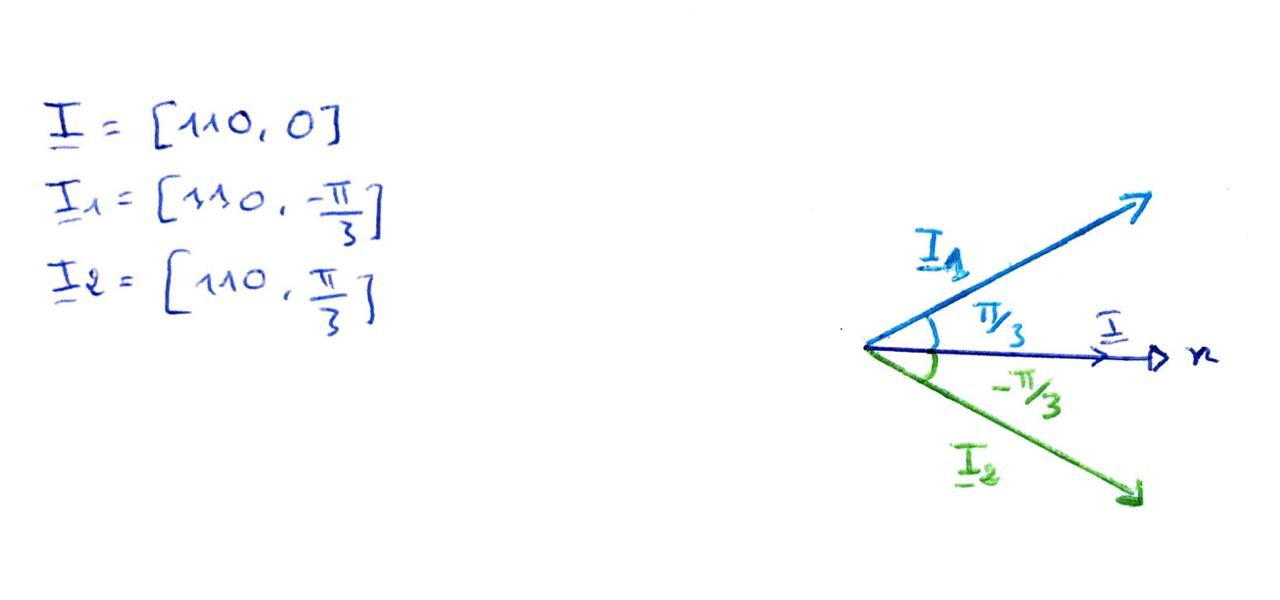 I = [110, 0]
I1 = [110, -π/3]
I2 = [110, π/3]
I1
π/3
I
x
-π/3
I2